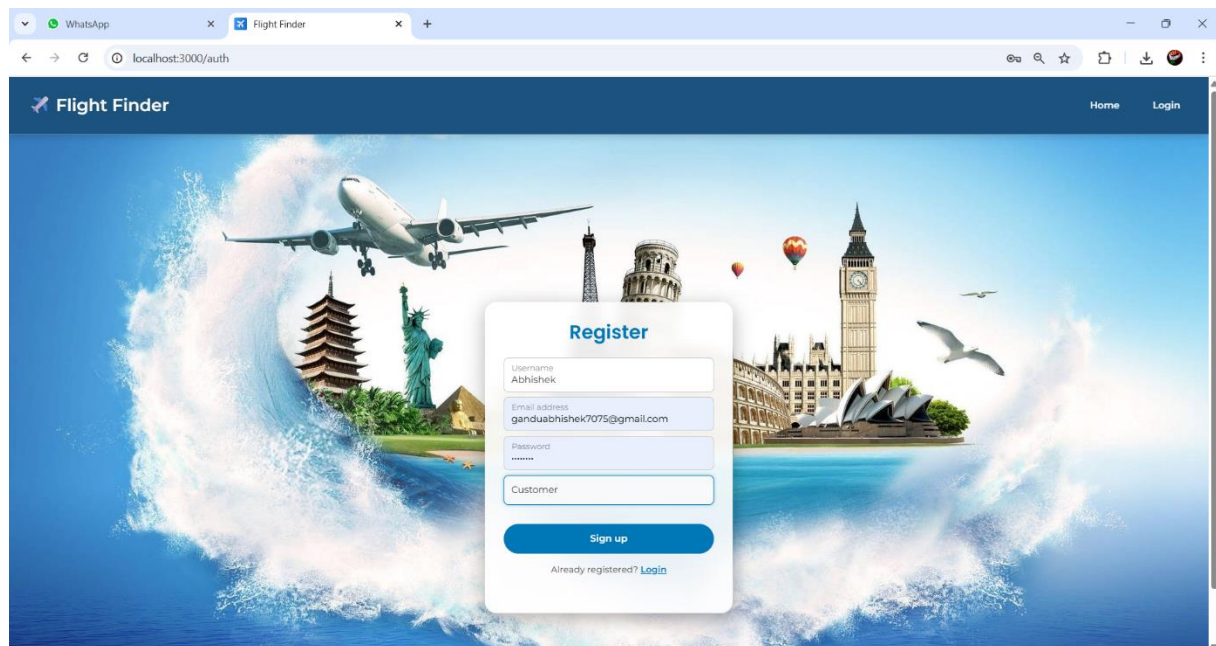 WhatsApp
Flight Finder
localhost:3000/auth
Flight Finder
Home Login
Register
Username
Abhishek
Email address
ganduabhishek7075@gmail.com
Password
Customer
Sign up
Already registered? Login